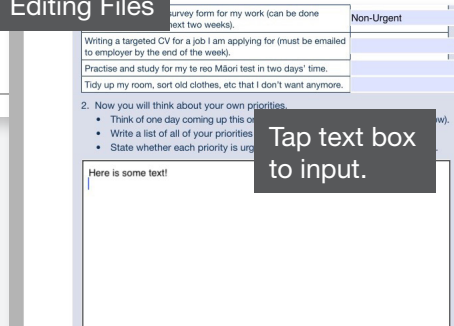 Editing Files
survey form for my work (can be done
next two weeks).
Non-Urgent
Writing a targeted CV for a job I am applying for (must be emailed
to employer by the end of the week).
Practise and study for my te reo Māori test in two days' time.
Tidy up my room, sort old clothes, etc that I don't want anymore.
2. Now you will think about your own priorities.
• Think of one day coming up this
• Write a list of all of your priorities
• State whether each priority is
Tap text box
to input.
Here is some text!